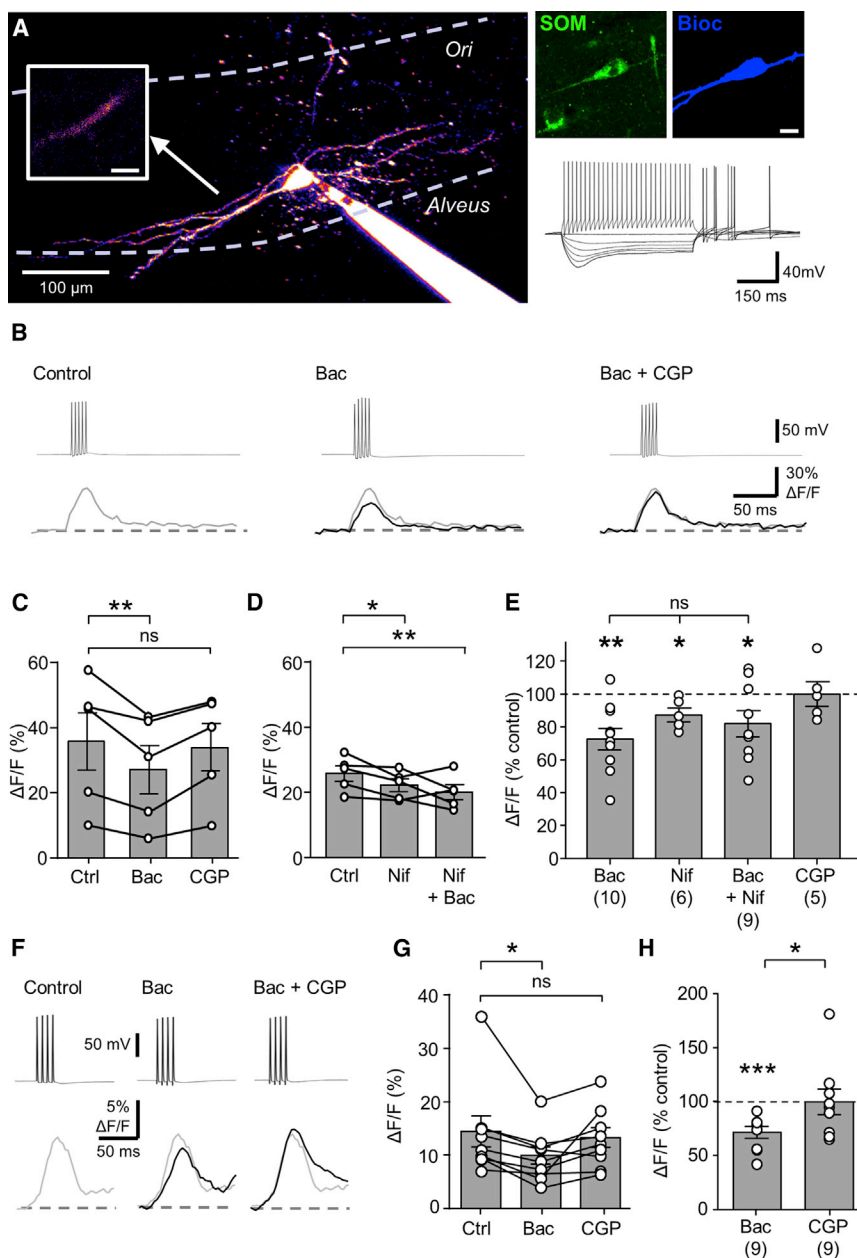 A
Ori
Alveus
100 µm
SOM
Bioc
40mV
150 ms
B
Control
Bac
Bac + CGP
50 mV
30%
ΔF/F
50 ms
C
**
ns
ΔF/F (%)
60
40
20
0
Ctrl
Bac
CGP
D
*
**
60
40
20
0
Ctrl
Nif
Nif
+ Bac
E
ns
**
*
*
ΔF/F (% control)
120
100
80
60
40
20
0
Bac
(10)
Nif
(6)
Bac
+ Nif
(9)
CGP
(5)
F
Control
Bac
Bac + CGP
50 mV
5%
ΔF/F
50 ms
G
*
ns
ΔF/F (%)
40
30
20
10
0
Ctrl
Bac
CGP
H
*
***
ΔF/F (% control)
200
100
0
Bac
(9)
CGP
(9)